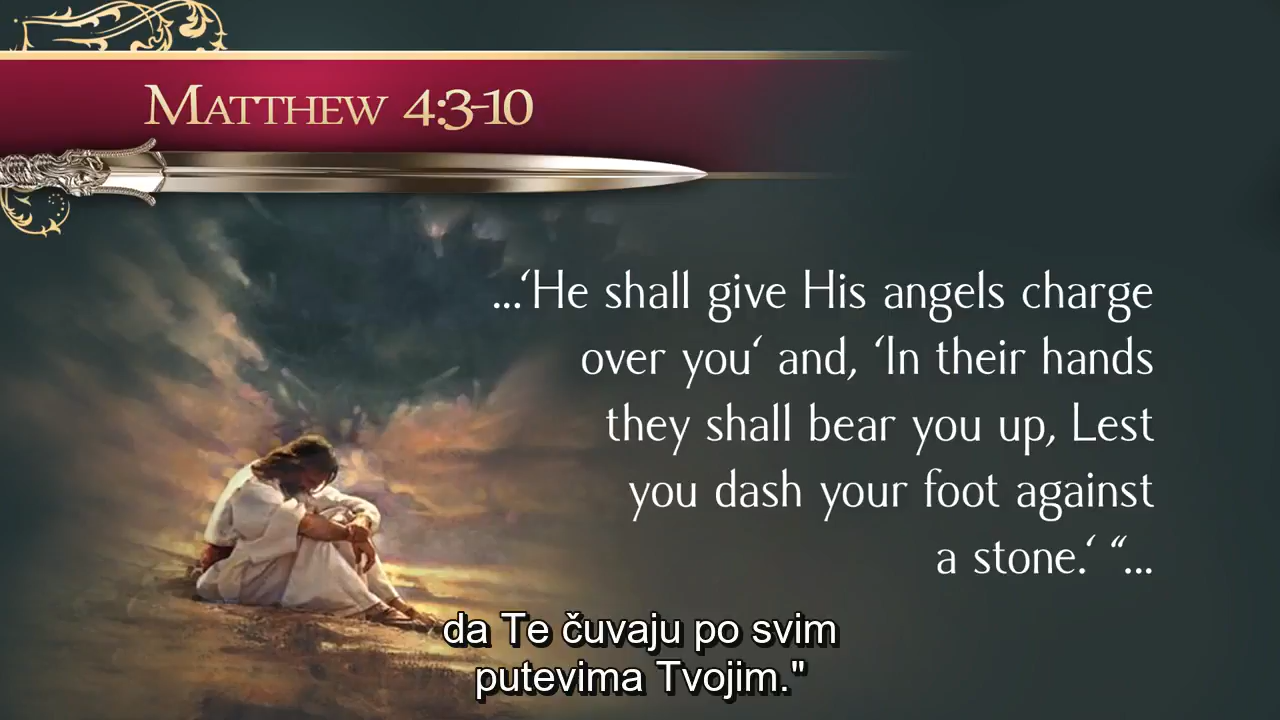 MATTHEW 4:3-10
...‘He shall give His angels charge
over you‘ and, ‘In their hands
they shall bear you up, Lest
you dash your foot against
a stone.‘ “...
da Te čuvaju po svim
putevima Tvojim."